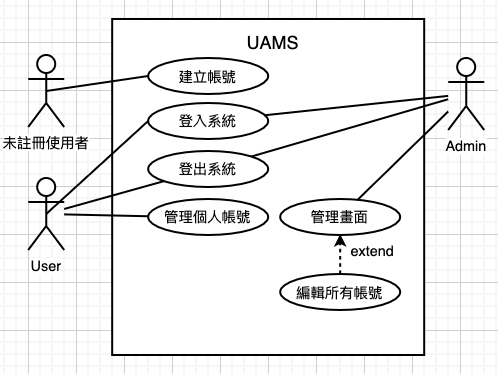 UAMS
建立帳號
未註冊使用者
登入系統
Admin
登出系統
管理個人帳號
管理畫面
extend
User
編輯所有帳號